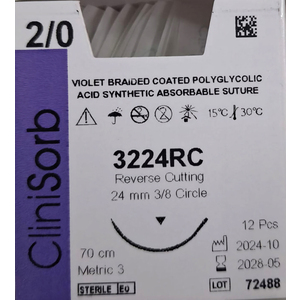 2/0
VIOLET BRAIDED COATED POLYGLYCOLIC
ACID SYNTHETIC ABSORBABLE SUTURE
15°C 30°C
3224RC
Reverse Cutting
24 mm 3/8 Circle
CliniSorb
70 cm
Metric 3
12 Pcs
2024-10
2028-05
STERILE EO
LOT 72488